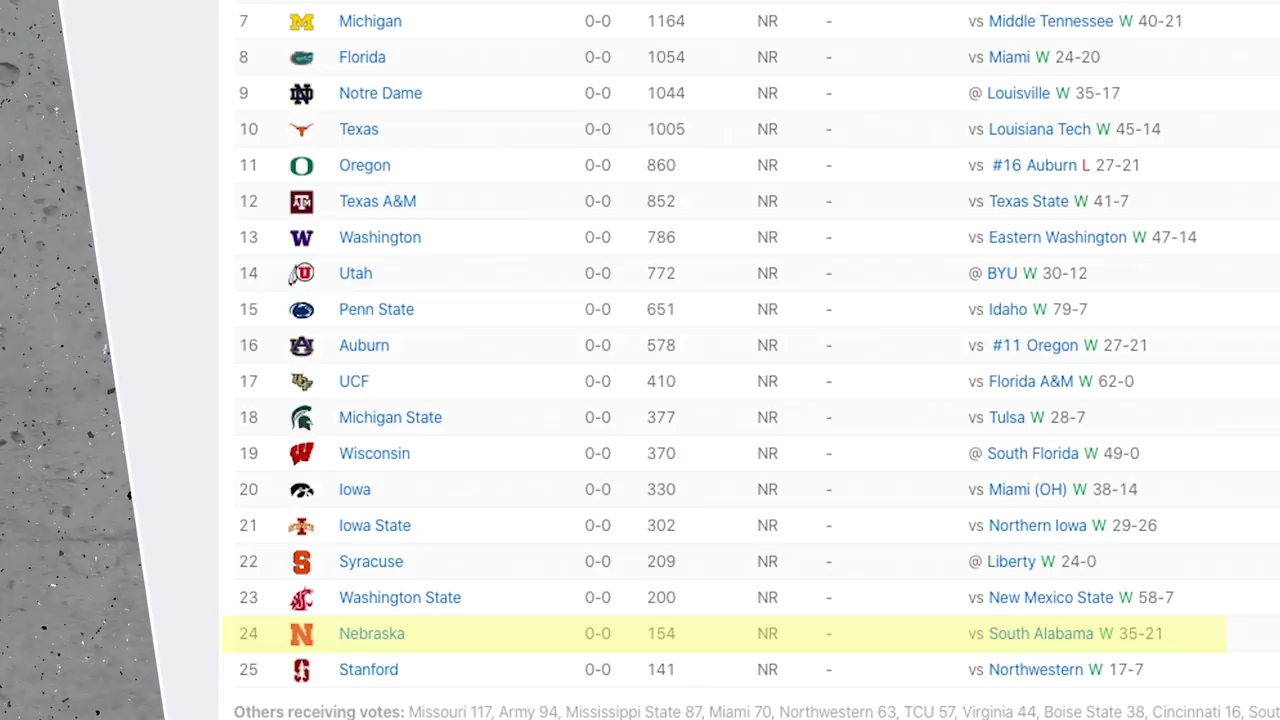 7 Michigan 0-0 1164 NR - vs Middle Tennessee W 40-21
8 Florida 0-0 1054 NR - vs Miami W 24-20
9 Notre Dame 0-0 1044 NR - @ Louisville W 35-17
10 Texas 0-0 1005 NR - vs Louisiana Tech W 45-14
11 Oregon 0-0 860 NR - vs #16 Auburn L 27-21
12 Texas A&M 0-0 852 NR - vs Texas State W 41-7
13 Washington 0-0 786 NR - vs Eastern Washington W 47-14
14 Utah 0-0 772 NR - @ BYU W 30-12
15 Penn State 0-0 651 NR - vs Idaho W 79-7
16 Auburn 0-0 578 NR - vs #11 Oregon W 27-21
17 UCF 0-0 410 NR - vs Florida A&M W 62-0
18 Michigan State 0-0 377 NR - vs Tulsa W 28-7
19 Wisconsin 0-0 370 NR - @ South Florida W 49-0
20 Iowa 0-0 330 NR - vs Miami (OH) W 38-14
21 Iowa State 0-0 302 NR - vs Northern Iowa W 29-26
22 Syracuse 0-0 209 NR - @ Liberty W 24-0
23 Washington State 0-0 200 NR - vs New Mexico State W 58-7
24 Nebraska 0-0 154 NR - vs South Alabama W 35-21
25 Stanford 0-0 141 NR - vs Northwestern W 17-7
Others receiving votes: Missouri 117, Army 94, Mississippi State 87, Miami 70, Northwestern 63, TCU 57, Virginia 44, Boise State 38, Cincinnati 16, Sout